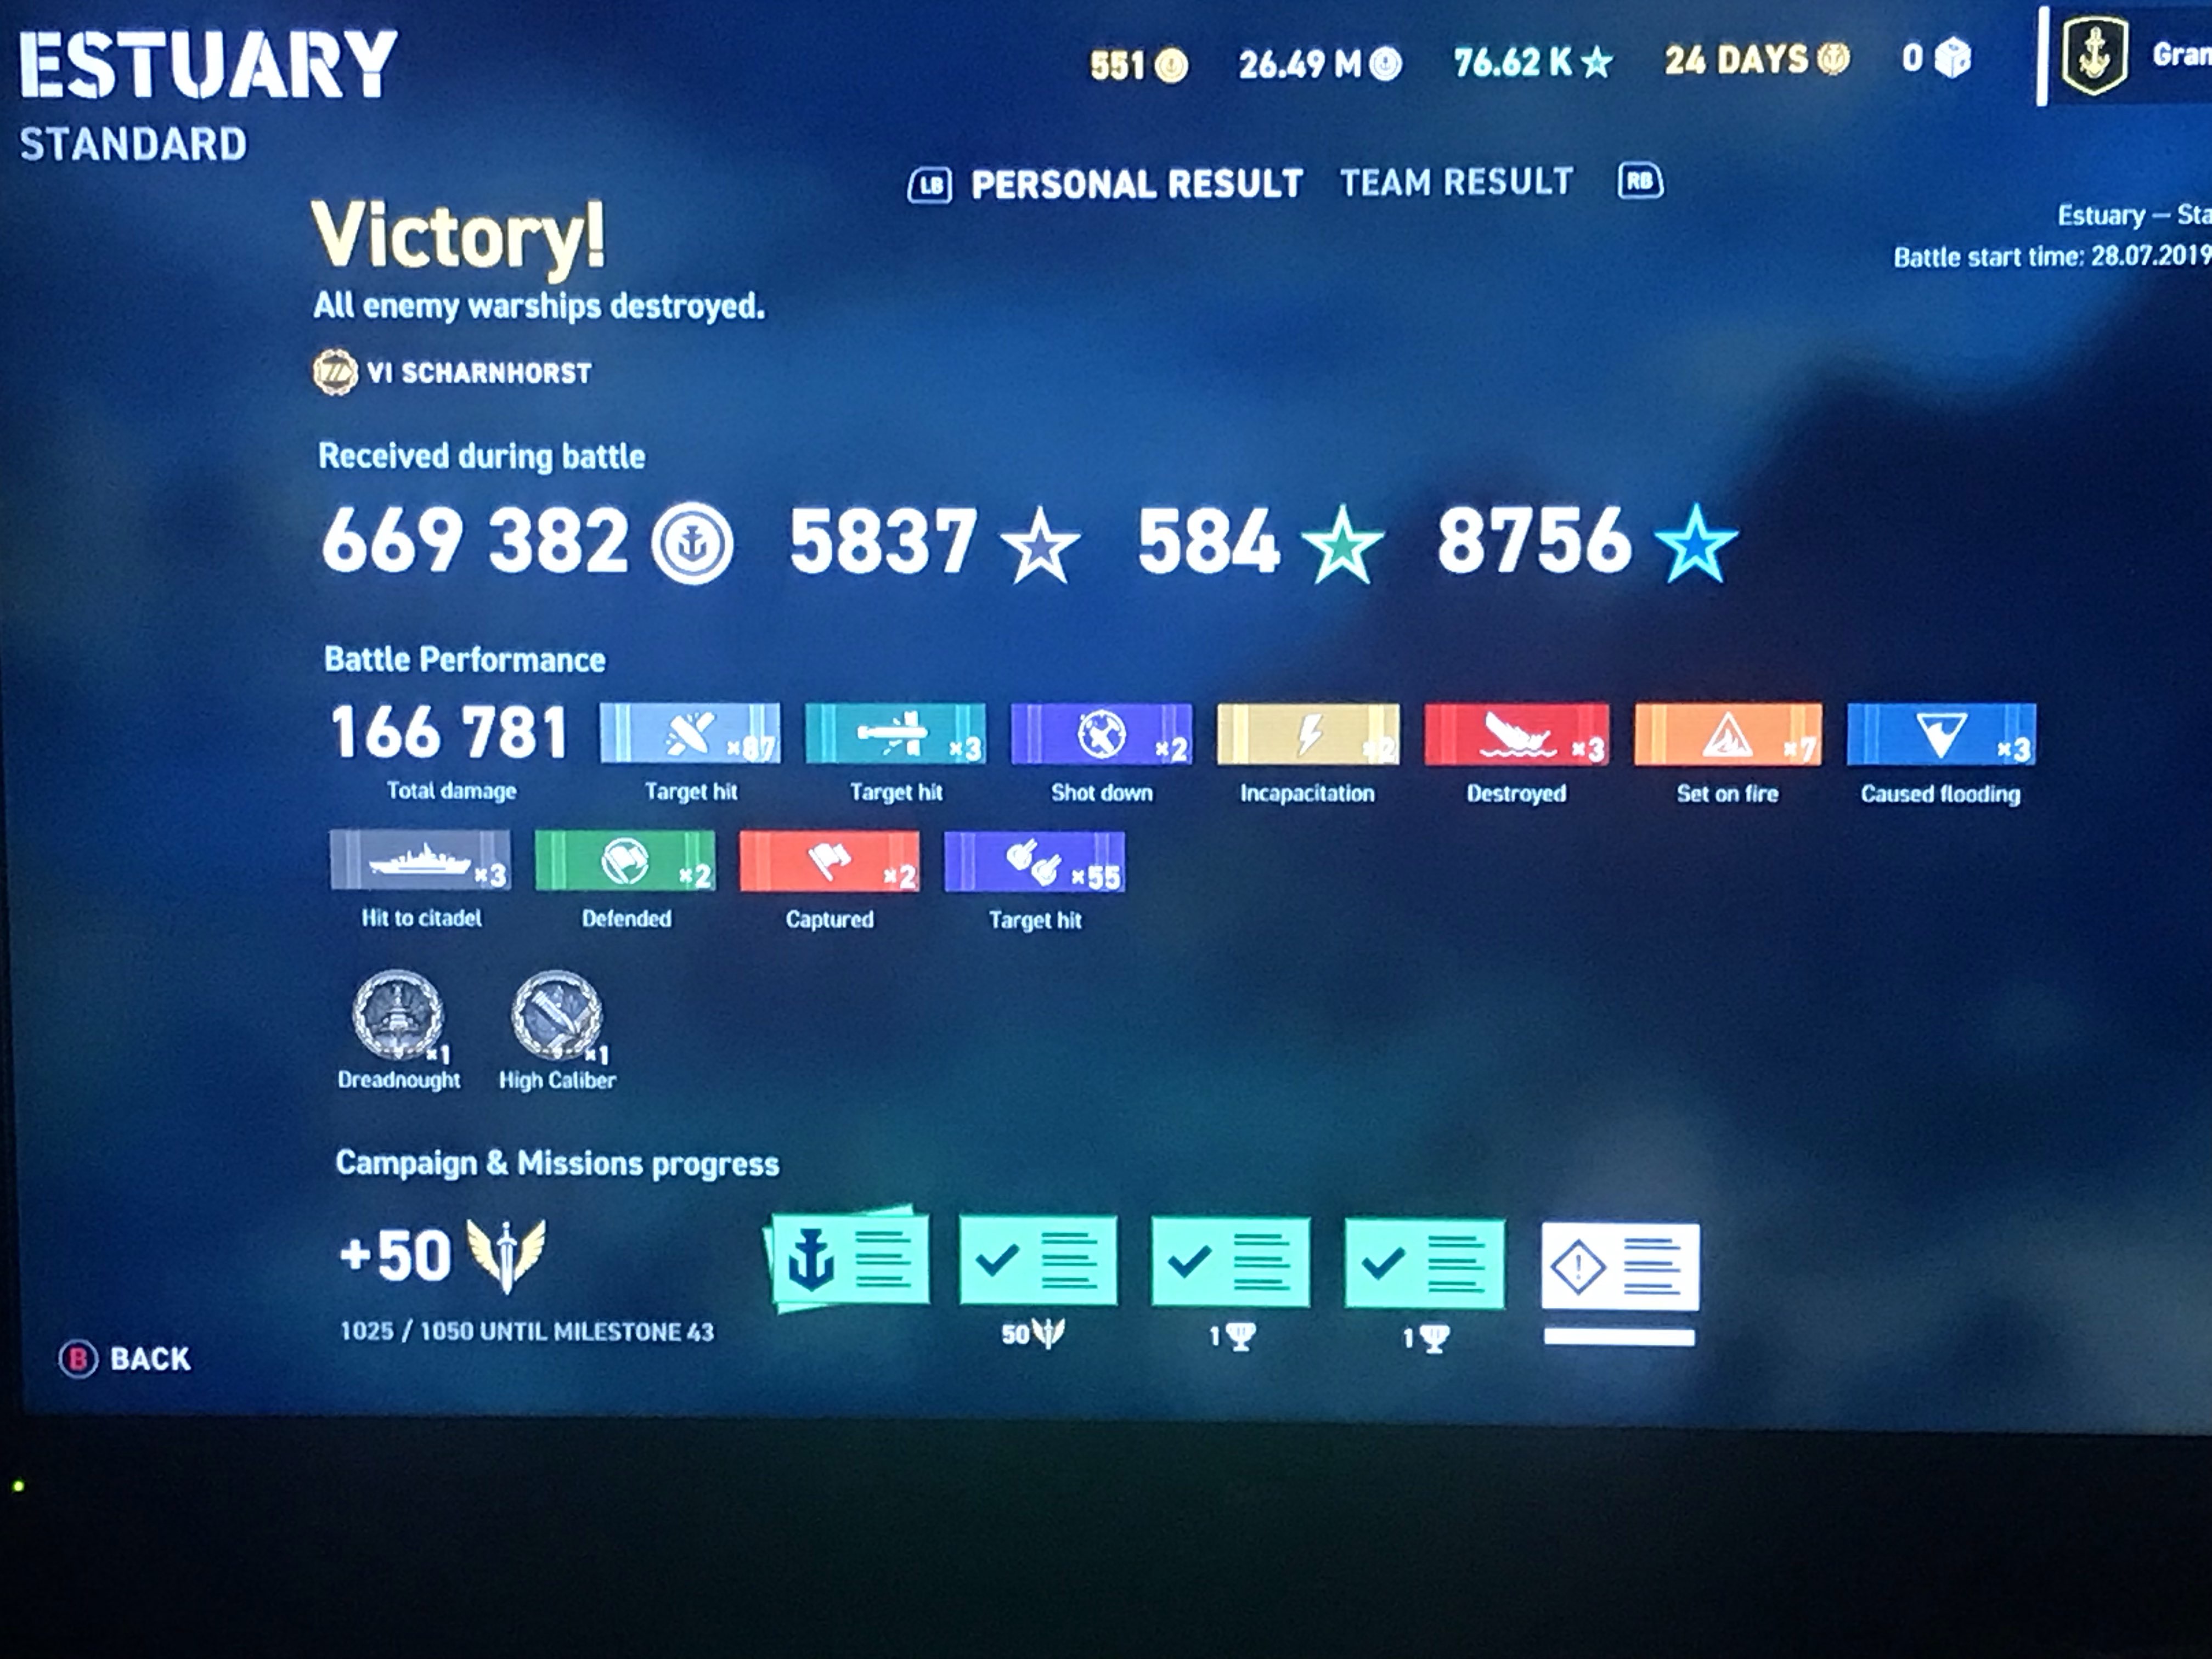 ESTUARY
551 26.49 M 76.62 K 24 DAYS 0 Gran
STANDARD
LB PERSONAL RESULT TEAM RESULT RB
Estuary – Sta
Battle start time: 28.07.2019
Victory!
All enemy warships destroyed.
VI SCHARNHORST
Received during battle
669 382 5837 584 8756
Battle Performance
166 781 ×87 ×3 ×2 ×2 ×3 ×7 ×3
Total damage Target hit Target hit Shot down Incapacitation Destroyed Set on fire Caused flooding
×3 ×2 ×2 ×55
Hit to citadel Defended Captured Target hit
×1 ×1
Dreadnought High Caliber
Campaign & Missions progress
+50
1025 / 1050 UNTIL MILESTONE 43
50 1 1
B BACK